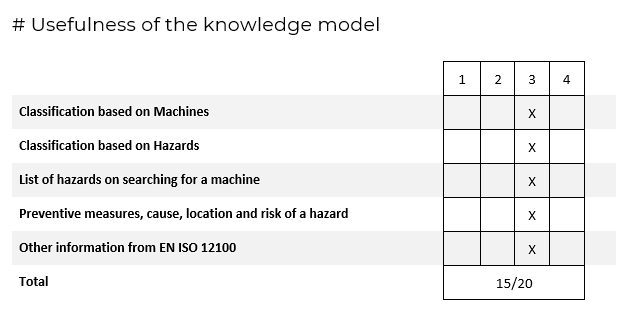 # Usefulness of the knowledge model
1 2 3 4
Classification based on Machines X
Classification based on Hazards X
List of hazards on searching for a machine X
Preventive measures, cause, location and risk of a hazard X
Other information from EN ISO 12100 X
Total 15/20